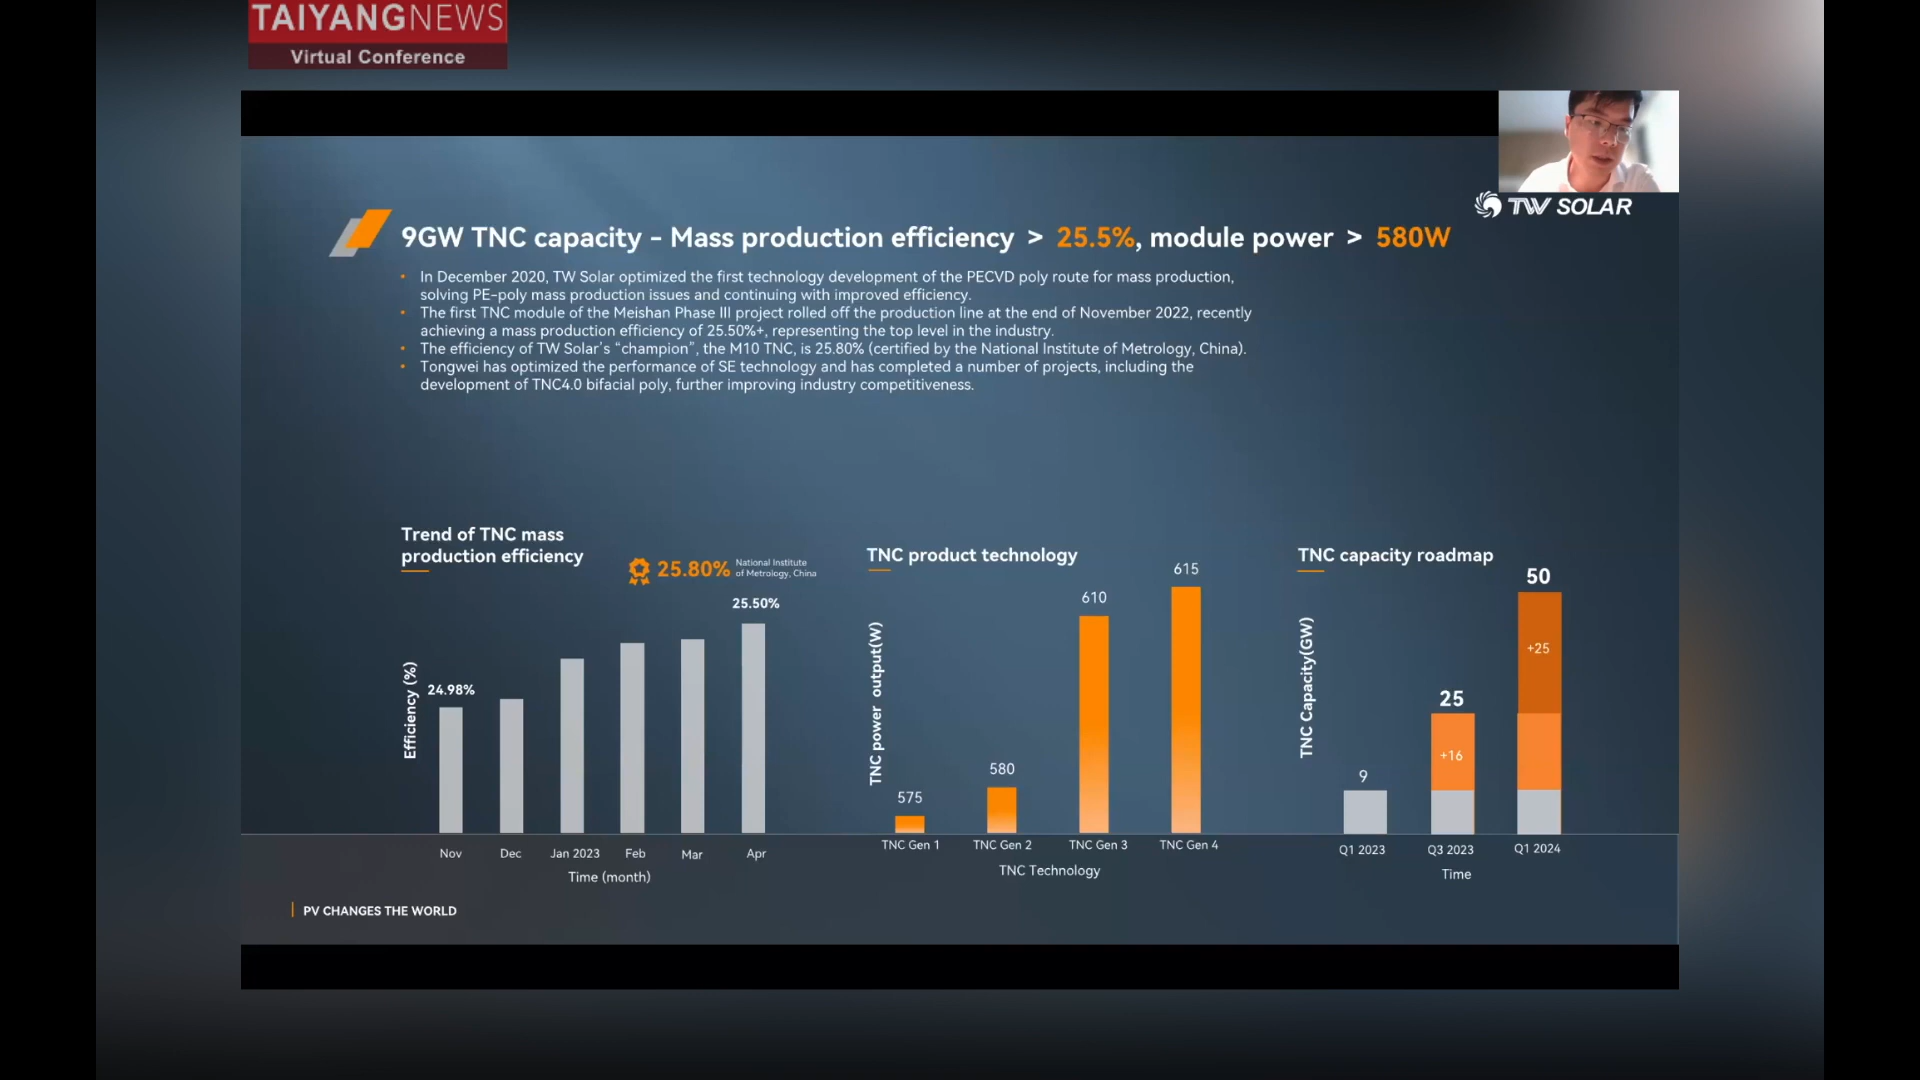 TAIYANGNEWS
Virtual Conference
TW SOLAR
9GW TNC capacity - Mass production efficiency > 25.5%, module power > 580W
• In December 2020, TW Solar optimized the first technology development of the PECVD poly route for mass production,
solving PE-poly mass production issues and continuing with improved efficiency.
• The first TNC module of the Meishan Phase III project rolled off the production line at the end of November 2022, recently
achieving a mass production efficiency of 25.50%+, representing the top level in the industry.
• The efficiency of TW Solar's "champion", the M10 TNC, is 25.80% (certified by the National Institute of Metrology, China).
• Tongwei has optimized the performance of SE technology and has completed a number of projects, including the
development of TNC4.0 bifacial poly, further improving industry competitiveness.
Trend of TNC mass
production efficiency
25.80%
National Institute
of Metrology, China
25.50%
24.98%
Efficiency (%)
Nov
Dec
Jan 2023
Feb
Mar
Apr
Time (month)
TNC product technology
TNC power output(W)
575
580
610
615
TNC Gen 1
TNC Gen 2
TNC Gen 3
TNC Gen 4
TNC Technology
TNC capacity roadmap
TNC Capacity(GW)
9
25
+16
50
+25
Q1 2023
Q3 2023
Q1 2024
Time
PV CHANGES THE WORLD